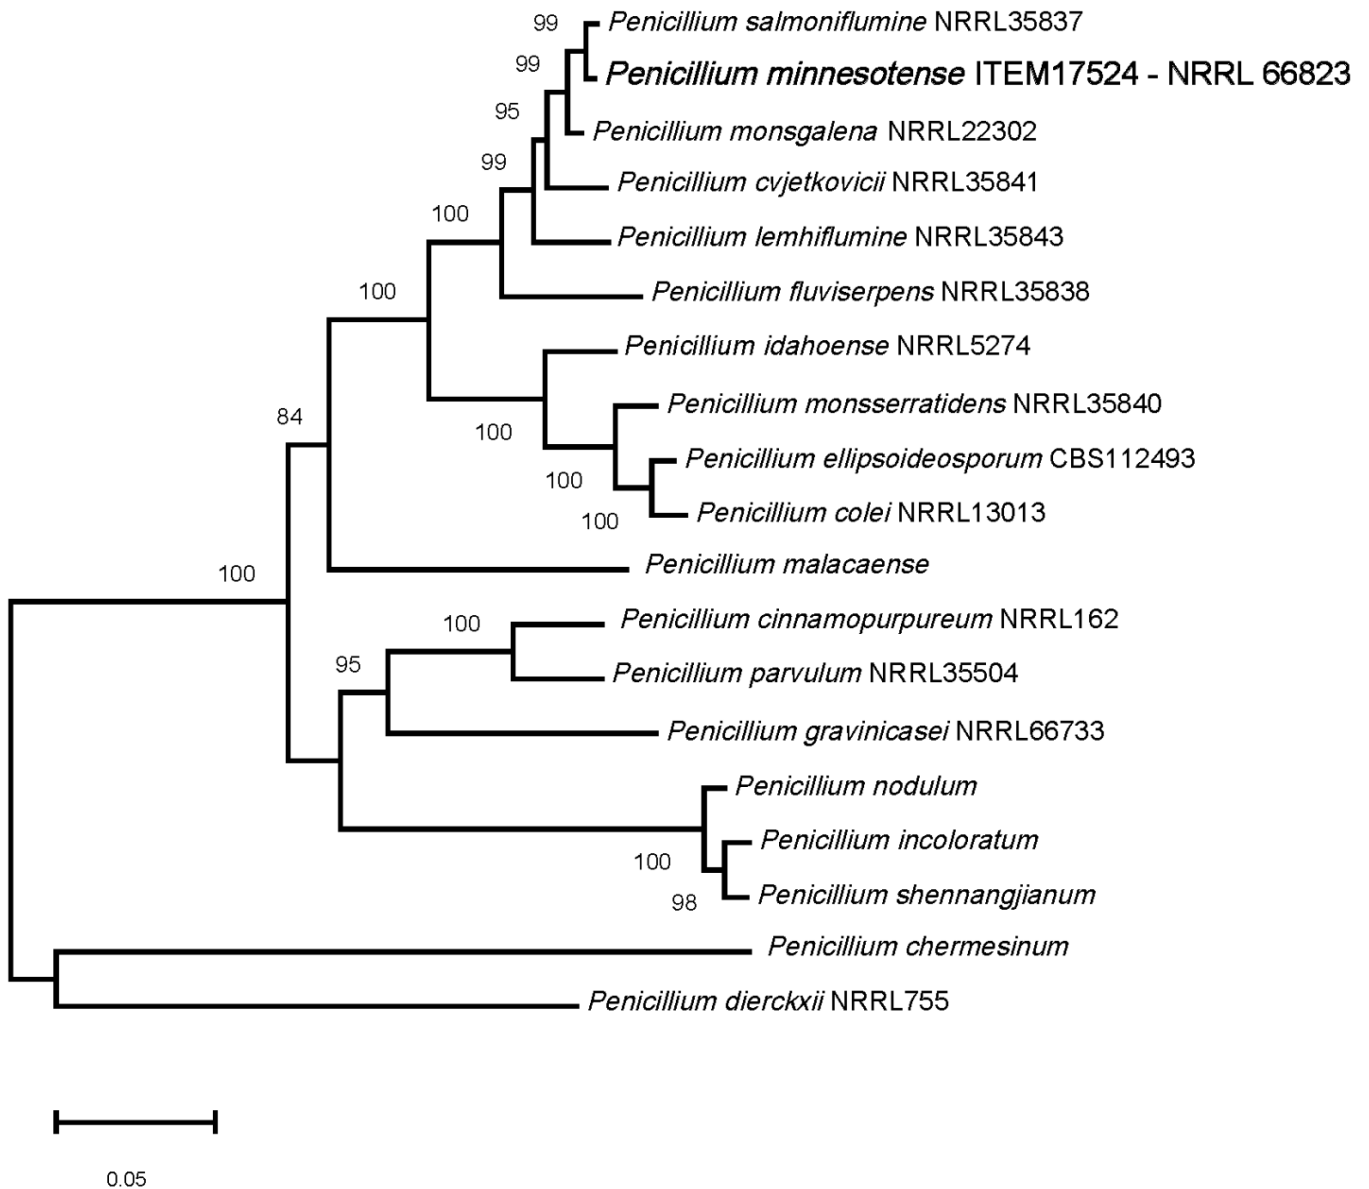 99
Penicillium salmoniflumine NRRL35837
99
Penicillium minnesotense ITEM17524 - NRRL 66823
95
Penicillium monsgalena NRRL22302
99
Penicillium cvjetkovicii NRRL35841
100
Penicillium lemhiflumine NRRL35843
100
Penicillium fluviserpens NRRL35838
Penicillium idahoense NRRL5274
84
Penicillium monsserratidens NRRL35840
100
Penicillium ellipsoideosporum CBS112493
100
Penicillium colei NRRL13013
100
Penicillium malacaense
100
Penicillium cinnamopurpureum NRRL162
100
95
Penicillium parvulum NRRL35504
Penicillium gravinicasei NRRL66733
Penicillium nodulum
Penicillium incoloratum
100
Penicillium shennangjianum
98
Penicillium chermesinum
Penicillium dierckxii NRRL755
0.05